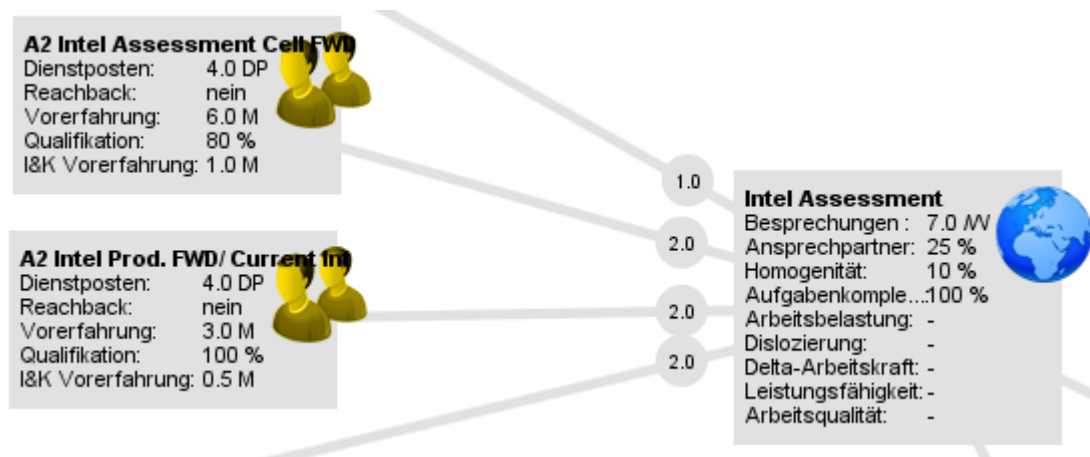 A2 Intel Assessment Cell FWD
Dienstposten: 4.0 DP
Reachback: nein
Vorerfahrung: 6.0 M
Qualifikation: 80 %
I&K Vorerfahrung: 1.0 M
A2 Intel Prod. FWD/ Current Int
Dienstposten: 4.0 DP
Reachback: nein
Vorerfahrung: 3.0 M
Qualifikation: 100 %
I&K Vorerfahrung: 0.5 M
1.0
2.0
2.0
2.0
Intel Assessment
Besprechungen : 7.0 /W
Ansprechpartner: 25 %
Homogenität: 10 %
Aufgabenkomple...:100 %
Arbeitsbelastung: -
Dislozierung: -
Delta-Arbeitskraft: -
Leistungsfähigkeit: -
Arbeitsqualität: -